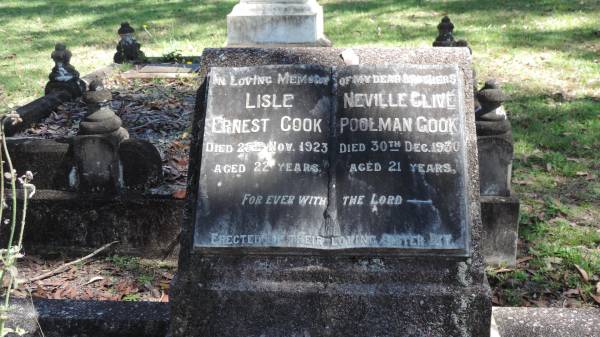 IN LOVING MEMORY OF MY DEAR BROTHERS
LISLE
ERNEST COOK
DIED NOV. 1923
AGED 22 YEARS.
NEVILLE CLIVE
POOLMAN COOK
DIED 30TH DEC. 1930
AGED 21 YEARS.
FOR EVER WITH THE LORD
ERECTED BY THEIR LOVING SISTER